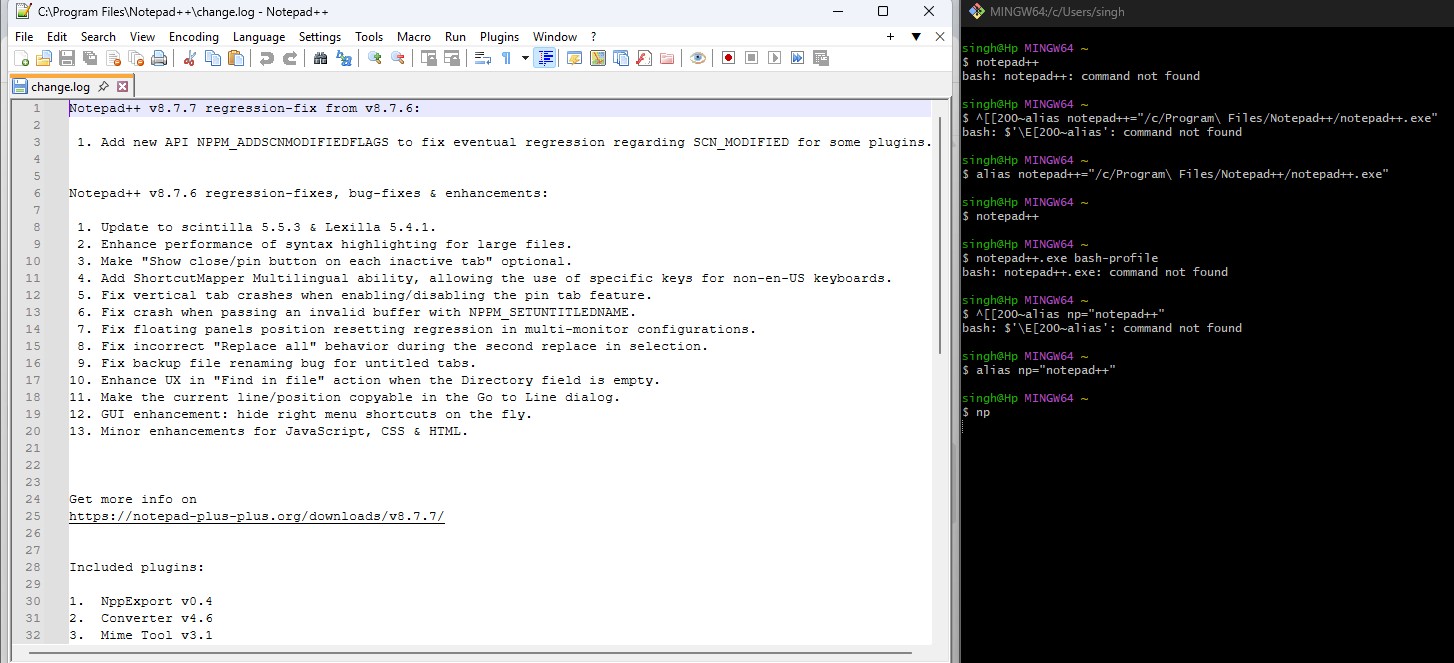 C:\Program Files\Notepad++\change.log - Notepad++
File Edit Search View Encoding Language Settings Tools Macro Run Plugins Window ?
change.log
1 Notepad++ v8.7.7 regression-fix from v8.7.6:
2
3 1. Add new API NPPM_ADDSCNMODIFIEDFLAGS to fix eventual regression regarding SCN_MODIFIED for some plugins.
4
5
6 Notepad++ v8.7.6 regression-fixes, bug-fixes & enhancements:
7
8 1. Update to scintilla 5.5.3 & Lexilla 5.4.1.
9 2. Enhance performance of syntax highlighting for large files.
10 3. Make "Show close/pin button on each inactive tab" optional.
11 4. Add ShortcutMapper Multilingual ability, allowing the use of specific keys for non-en-US keyboards.
12 5. Fix vertical tab crashes when enabling/disabling the pin tab feature.
13 6. Fix crash when passing an invalid buffer with NPPM_SETUNTITLEDNAME.
14 7. Fix floating panels position resetting regression in multi-monitor configurations.
15 8. Fix incorrect "Replace all" behavior during the second replace in selection.
16 9. Fix backup file renaming bug for untitled tabs.
17 10. Enhance UX in "Find in file" action when the Directory field is empty.
18 11. Make the current line/position copyable in the Go to Line dialog.
19 12. GUI enhancement: hide right menu shortcuts on the fly.
20 13. Minor enhancements for JavaScript, CSS & HTML.
21
22
23
24 Get more info on
25 https://notepad-plus-plus.org/downloads/v8.7.7/
26
27
28 Included plugins:
29
30 1. NppExport v0.4
31 2. Converter v4.6
32 3. Mime Tool v3.1
MINGW64:/c/Users/singh
singh@Hp MINGW64 ~
$ notepad++
bash: notepad++: command not found
singh@Hp MINGW64 ~
$ ^[[200~alias notepad++="/c/Program\ Files/Notepad++/notepad++.exe"
bash: $'\E[200~alias': command not found
singh@Hp MINGW64 ~
$ alias notepad++="/c/Program\ Files/Notepad++/notepad++.exe"
singh@Hp MINGW64 ~
$ notepad++
singh@Hp MINGW64 ~
$ notepad++.exe bash-profile
bash: notepad++.exe: command not found
singh@Hp MINGW64 ~
$ ^[[200~alias np="notepad++"
bash: $'\E[200~alias': command not found
singh@Hp MINGW64 ~
$ alias np="notepad++"
singh@Hp MINGW64 ~
$ np